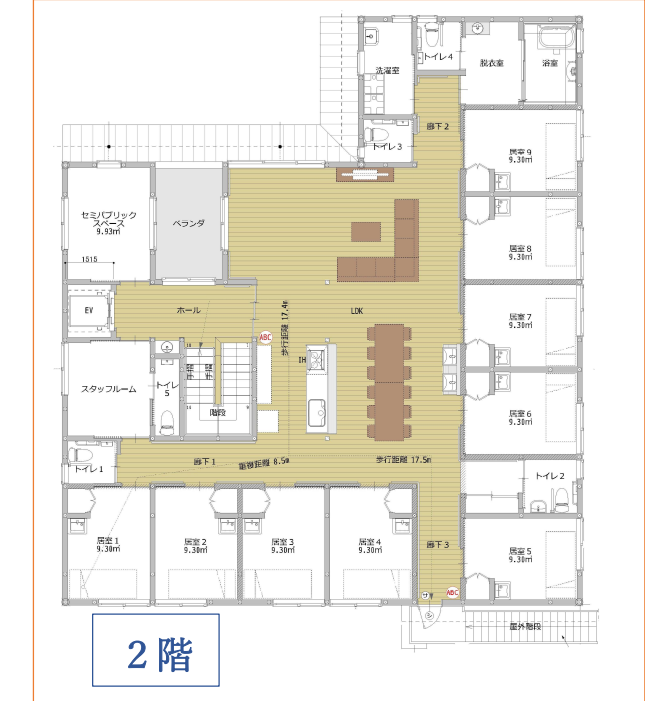 トイレ4
脱衣室
浴室
洗濯室
廊下2
トイレ3
居室9
9.30㎡
セミパブリック
スペース
9.93㎡
ベランダ
居室8
9.30㎡
1515
EV
ホール
歩行距離 17.4m
LDK
居室7
9.30㎡
ABC
IH
スタッフルーム
トイレ
5
手摺
手摺
階段
居室6
9.30㎡
トイレ1
廊下1
重複距離 8.5m
歩行距離 17.5m
トイレ2
居室1
9.30㎡
居室2
9.30㎡
居室3
9.30㎡
居室4
9.30㎡
廊下3
居室5
9.30㎡
ABC
屋外階段
2階